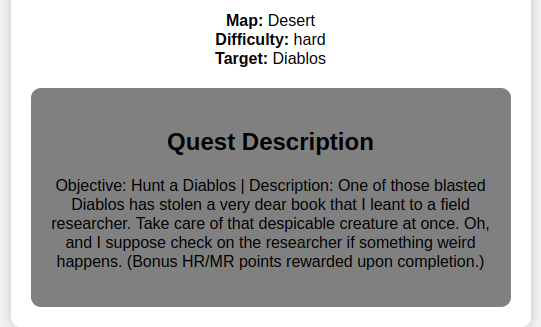 Map: Desert
Difficulty: hard
Target: Diablos
Quest Description
Objective: Hunt a Diablos | Description: One of those blasted
Diablos has stolen a very dear book that I leant to a field
researcher. Take care of that despicable creature at once. Oh,
and I suppose check on the researcher if something weird
happens. (Bonus HR/MR points rewarded upon completion.)